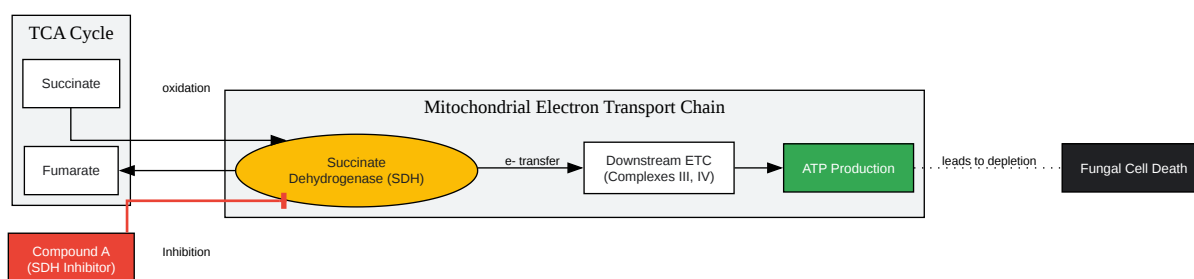 TCA Cycle
Succinate
oxidation
Mitochondrial Electron Transport Chain
Fumarate
Succinate
Dehydrogenase (SDH)
e- transfer
Downstream ETC
(Complexes III, IV)
ATP Production
leads to depletion
Fungal Cell Death
Compound A
(SDH Inhibitor)
Inhibition